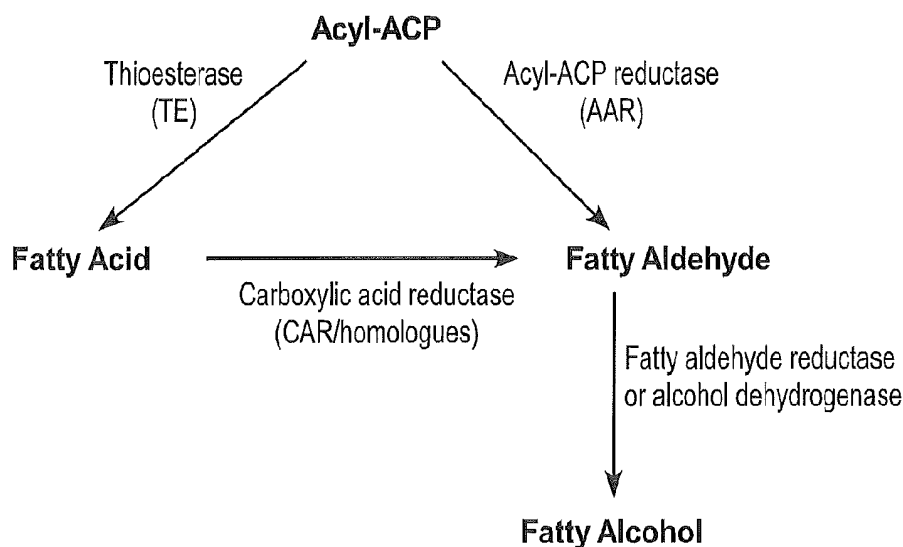 Acyl-ACP
Thioesterase
(TE)
Acyl-ACP reductase
(AAR)
Fatty Acid
Fatty Aldehyde
Carboxylic acid reductase
(CAR/homologues)
Fatty aldehyde reductase
or alcohol dehydrogenase
Fatty Alcohol